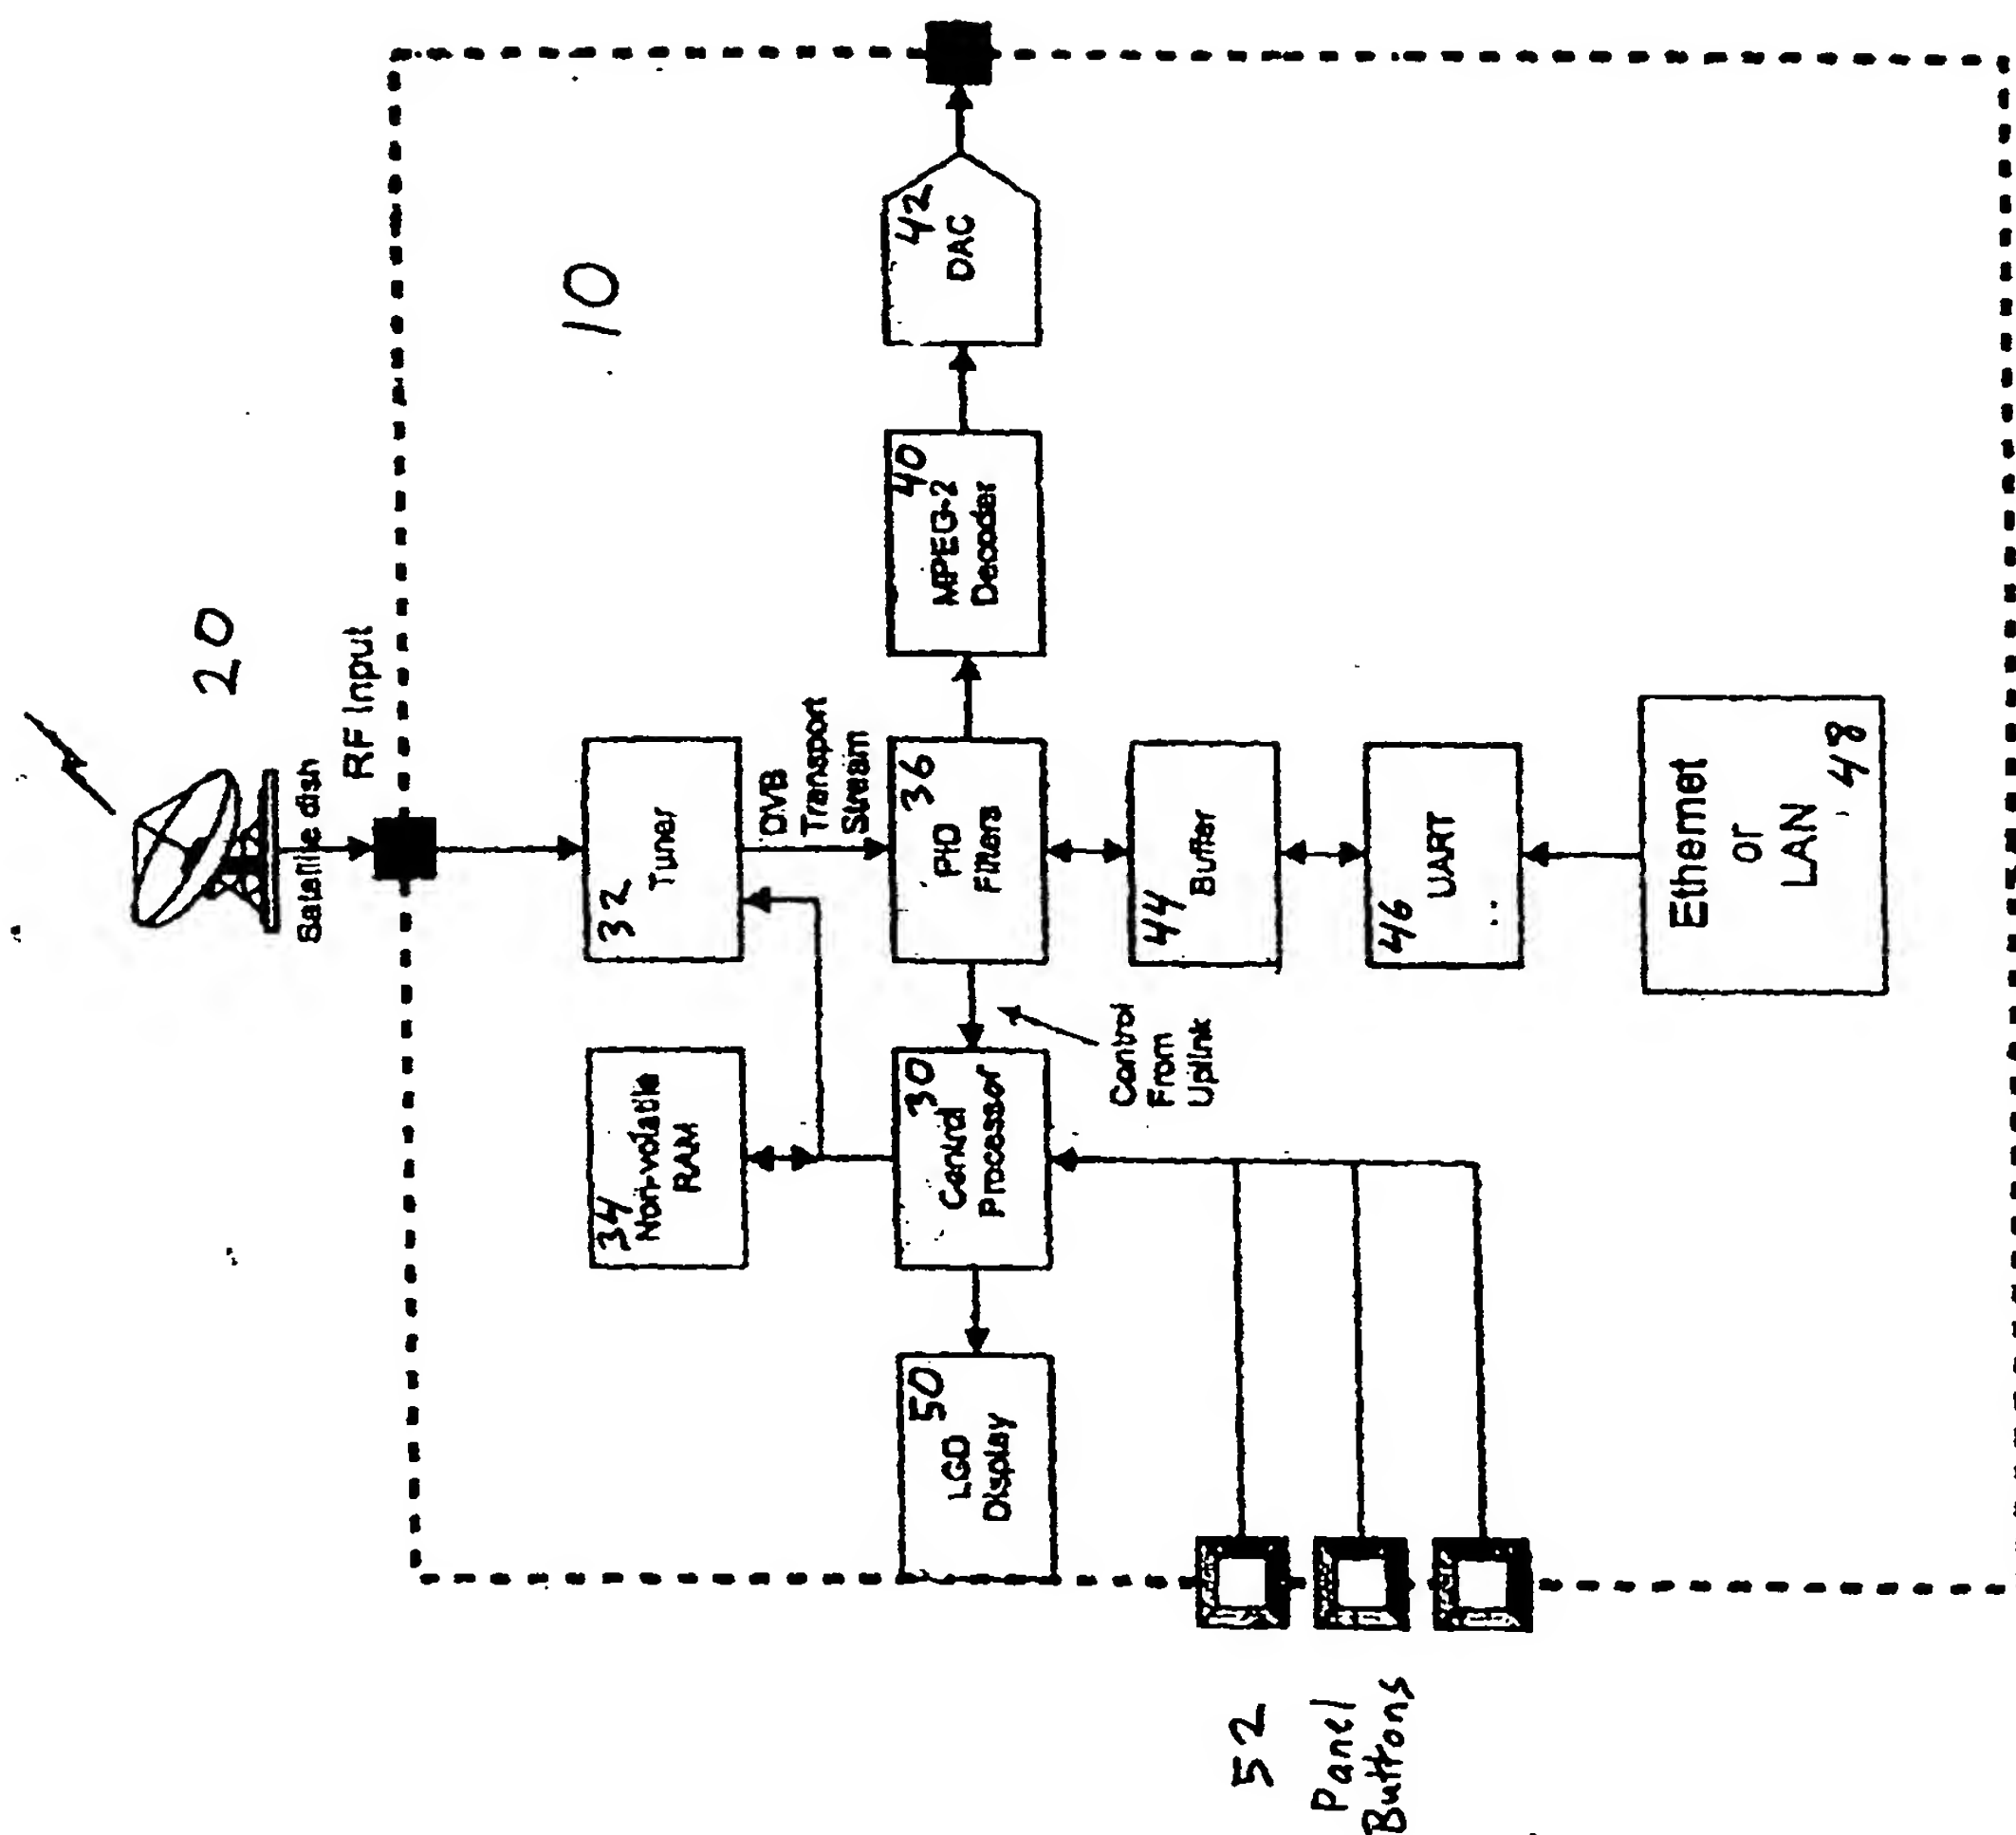 20
Satellite dish
RF Input
10
32
Tuner
DVB
Transport
Stream
34
Non-volatile
RAM
50
LCD
Display
30
Control
Processor
36
PID
Filters
40
MPEG-2
Decoder
42
DAC
Control
From
Uplink
44
Buffer
46
UART
Ethernet
or
LAN
48
52
Panel
Buttons